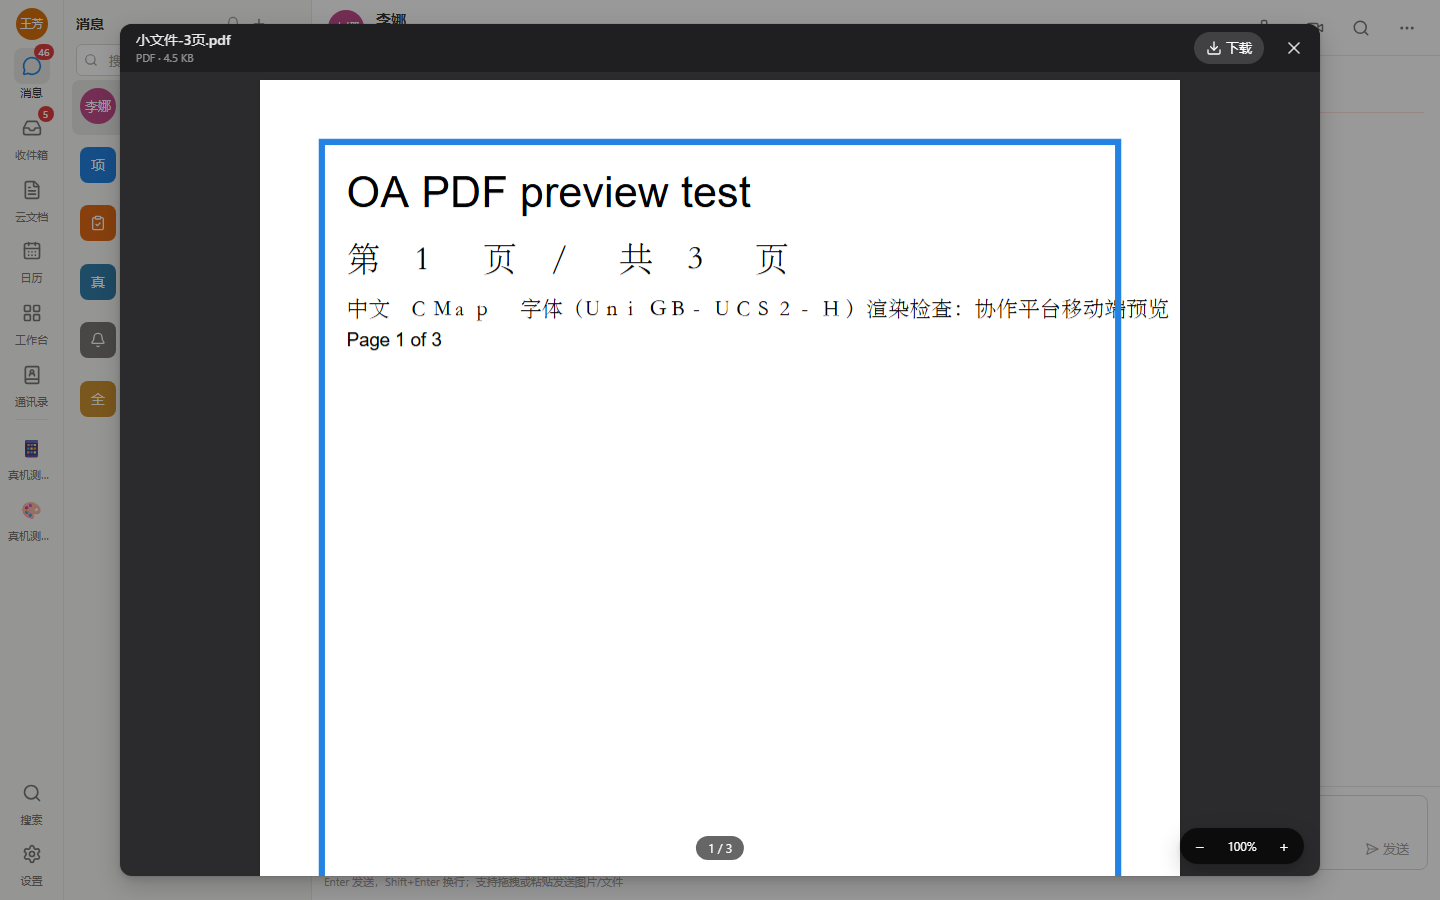 王芳
46
消息
5
收件箱
云文档
日历
工作台
通讯录
真机测...
真机测...
搜索
设置
消息
搜
李娜
项
真
全
李娜
小文件-3页.pdf
PDF · 4.5 KB
下载
OA PDF preview test
第 1 页 / 共 3 页
中文 CMap 字体（UniGB-UCS2-H）渲染检查：协作平台移动端预览
Page 1 of 3
1 / 3
− 100% +
发送
Enter 发送，Shift+Enter 换行；支持拖拽或粘贴发送图片/文件